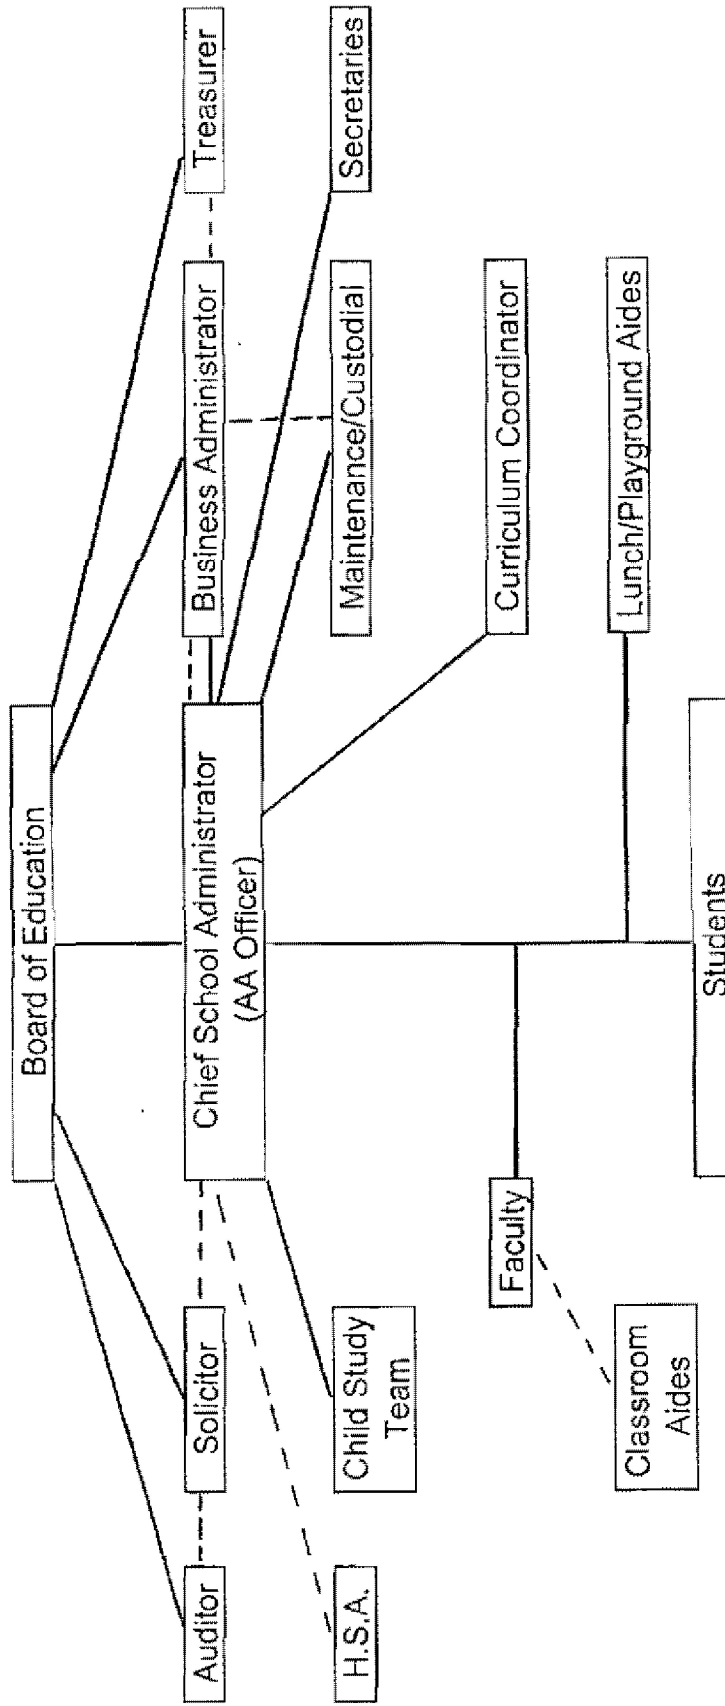 Board of Education
Auditor
Solicitor
Chief School Administrator
(AA Officer)
Business Administrator
Treasurer
H.S.A.
Child Study
Team
Maintenance/Custodial
Secretaries
Faculty
Curriculum Coordinator
Classroom
Aides
Lunch/Playground Aides
Students